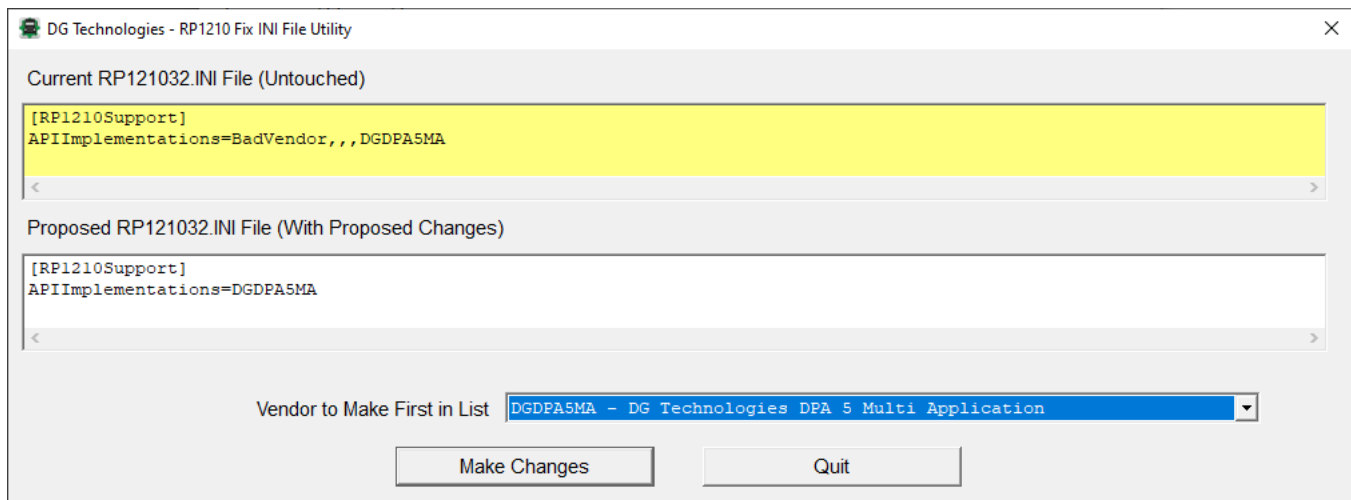 DG Technologies - RP1210 Fix INI File Utility
Current RP121032.INI File (Untouched)
[RP1210Support]
APIImplementations=BadVendor,,,DGDPA5MA
Proposed RP121032.INI File (With Proposed Changes)
[RP1210Support]
APIImplementations=DGDPA5MA
Vendor to Make First in List DGDPA5MA - DG Technologies DPA 5 Multi Application
Make Changes Quit